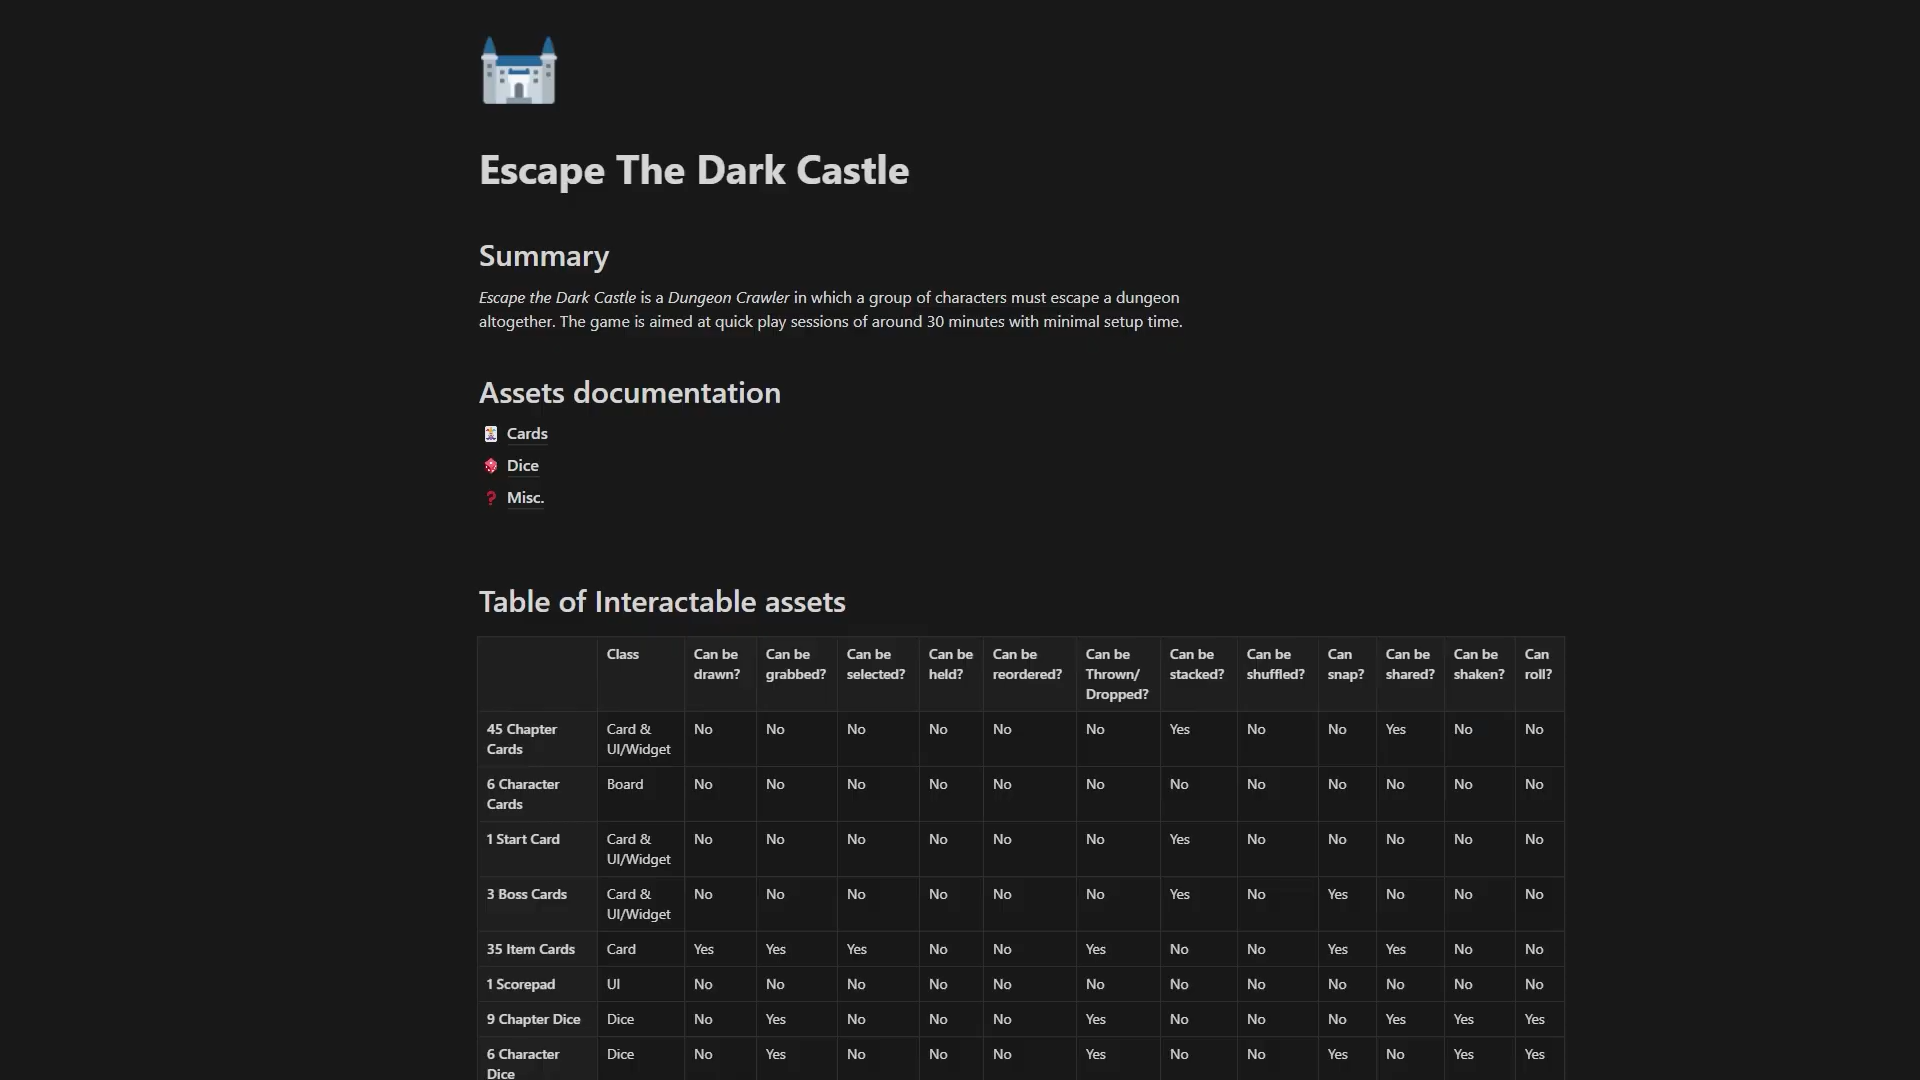 Escape The Dark Castle
Summary
Escape the Dark Castle is a Dungeon Crawler in which a group of characters must escape a dungeon
altogether. The game is aimed at quick play sessions of around 30 minutes with minimal setup time.
Assets documentation
Cards
Dice
Misc.
Table of Interactable assets
Class Can be drawn? Can be grabbed? Can be selected? Can be held? Can be reordered? Can be Thrown/ Dropped? Can be stacked? Can be shuffled? Can snap? Can be shared? Can be shaken? Can roll?
45 Chapter Cards Card & UI/Widget No No No No No No Yes No No Yes No No
6 Character Cards Board No No No No No No No No No No No No
1 Start Card Card & UI/Widget No No No No No No Yes No No No No No
3 Boss Cards Card & UI/Widget No No No No No No Yes No Yes No No No
35 Item Cards Card Yes Yes Yes No No Yes No No Yes Yes No No
1 Scorepad UI No No No No No No No No No No No No
9 Chapter Dice Dice No Yes No No No Yes No No No Yes Yes Yes
6 Character Dice Dice No Yes No No No Yes No No Yes No Yes Yes